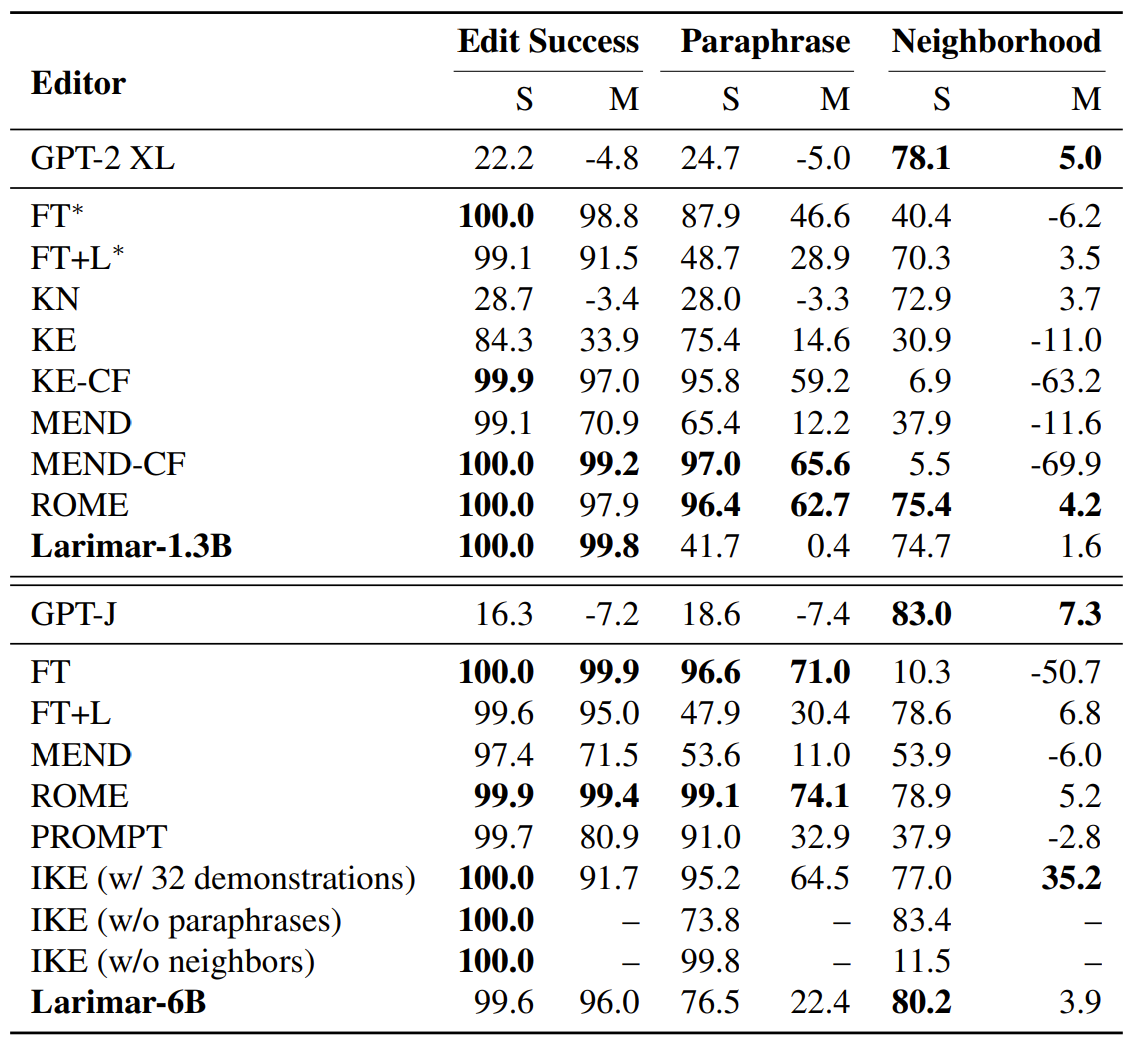 Editor Edit Success Paraphrase Neighborhood
S M S M S M
GPT-2 XL 22.2 -4.8 24.7 -5.0 78.1 5.0
FT* 100.0 98.8 87.9 46.6 40.4 -6.2
FT+L* 99.1 91.5 48.7 28.9 70.3 3.5
KN 28.7 -3.4 28.0 -3.3 72.9 3.7
KE 84.3 33.9 75.4 14.6 30.9 -11.0
KE-CF 99.9 97.0 95.8 59.2 6.9 -63.2
MEND 99.1 70.9 65.4 12.2 37.9 -11.6
MEND-CF 100.0 99.2 97.0 65.6 5.5 -69.9
ROME 100.0 97.9 96.4 62.7 75.4 4.2
Larimar-1.3B 100.0 99.8 41.7 0.4 74.7 1.6
GPT-J 16.3 -7.2 18.6 -7.4 83.0 7.3
FT 100.0 99.9 96.6 71.0 10.3 -50.7
FT+L 99.6 95.0 47.9 30.4 78.6 6.8
MEND 97.4 71.5 53.6 11.0 53.9 -6.0
ROME 99.9 99.4 99.1 74.1 78.9 5.2
PROMPT 99.7 80.9 91.0 32.9 37.9 -2.8
IKE (w/ 32 demonstrations) 100.0 91.7 95.2 64.5 77.0 35.2
IKE (w/o paraphrases) 100.0 – 73.8 – 83.4 –
IKE (w/o neighbors) 100.0 – 99.8 – 11.5 –
Larimar-6B 99.6 96.0 76.5 22.4 80.2 3.9